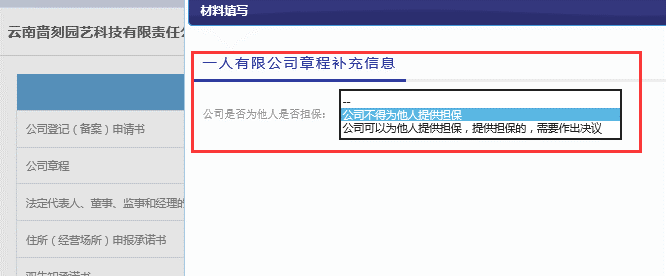 材料填写
云南啬刻园艺科技有限责任
一人有限公司章程补充信息
公司是否为他人是否担保：
--
公司不得为他人提供担保
公司可以为他人提供担保，提供担保的，需要作出决议
公司登记（备案）申请书
公司章程
法定代表人、董事、监事和经理的
住所（经营场所）申报承诺书